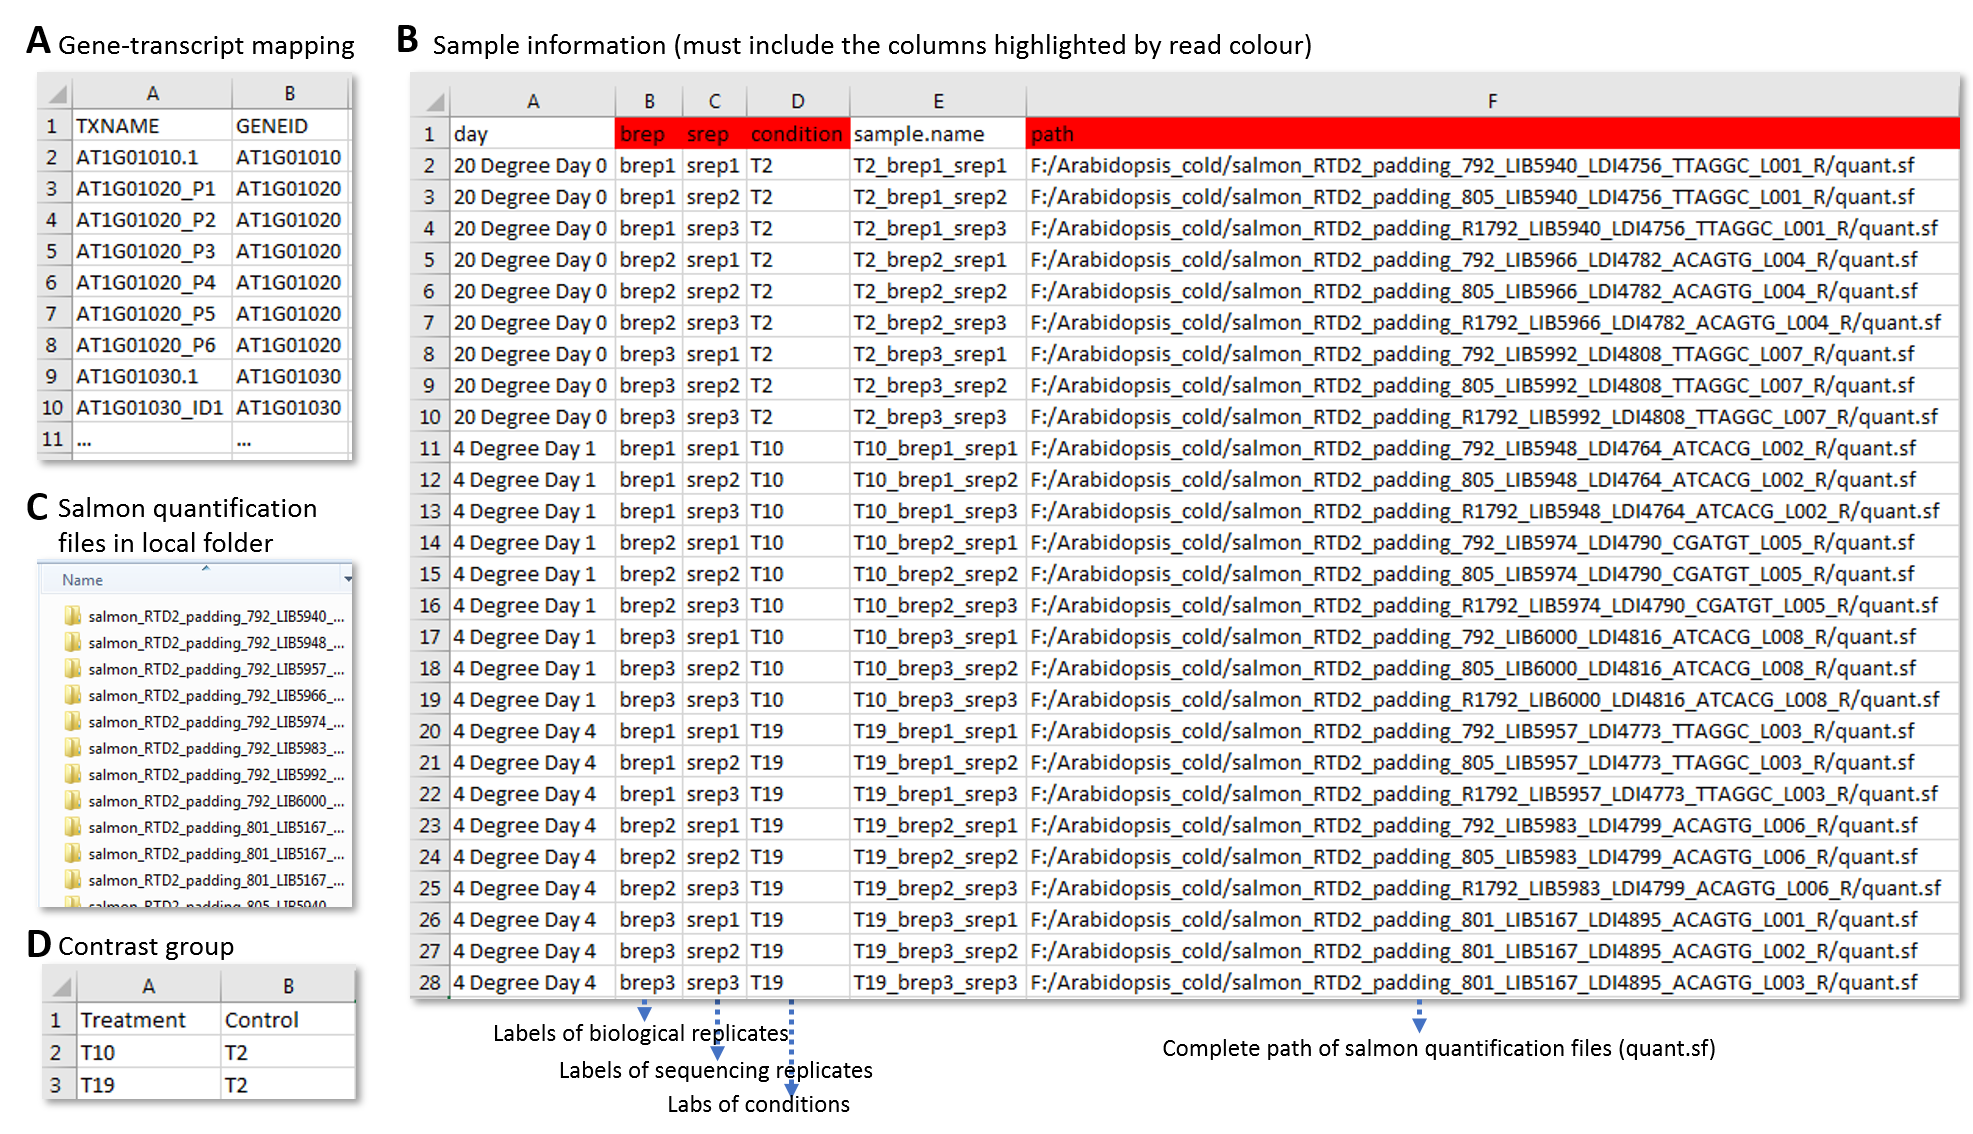 A Gene-transcript mapping
A B
1 TXNAME GENEID
2 AT1G01010.1 AT1G01010
3 AT1G01020_P1 AT1G01020
4 AT1G01020_P2 AT1G01020
5 AT1G01020_P3 AT1G01020
6 AT1G01020_P4 AT1G01020
7 AT1G01020_P5 AT1G01020
8 AT1G01020_P6 AT1G01020
9 AT1G01030.1 AT1G01030
10 AT1G01030_ID1 AT1G01030
11 ... ...
B Sample information (must include the columns highlighted by read colour)
A B C D E F
1 day brep srep condition sample.name path
2 20 Degree Day 0 brep1 srep1 T2 T2_brep1_srep1 F:/Arabidopsis_cold/salmon_RTD2_padding_792_LIB5940_LDI4756_TTAGGC_L001_R/quant.sf
3 20 Degree Day 0 brep1 srep2 T2 T2_brep1_srep2 F:/Arabidopsis_cold/salmon_RTD2_padding_805_LIB5940_LDI4756_TTAGGC_L001_R/quant.sf
4 20 Degree Day 0 brep1 srep3 T2 T2_brep1_srep3 F:/Arabidopsis_cold/salmon_RTD2_padding_R1792_LIB5940_LDI4756_TTAGGC_L001_R/quant.sf
5 20 Degree Day 0 brep2 srep1 T2 T2_brep2_srep1 F:/Arabidopsis_cold/salmon_RTD2_padding_792_LIB5966_LDI4782_ACAGTG_L004_R/quant.sf
6 20 Degree Day 0 brep2 srep2 T2 T2_brep2_srep2 F:/Arabidopsis_cold/salmon_RTD2_padding_805_LIB5966_LDI4782_ACAGTG_L004_R/quant.sf
7 20 Degree Day 0 brep2 srep3 T2 T2_brep2_srep3 F:/Arabidopsis_cold/salmon_RTD2_padding_R1792_LIB5966_LDI4782_ACAGTG_L004_R/quant.sf
8 20 Degree Day 0 brep3 srep1 T2 T2_brep3_srep1 F:/Arabidopsis_cold/salmon_RTD2_padding_792_LIB5992_LDI4808_TTAGGC_L007_R/quant.sf
9 20 Degree Day 0 brep3 srep2 T2 T2_brep3_srep2 F:/Arabidopsis_cold/salmon_RTD2_padding_805_LIB5992_LDI4808_TTAGGC_L007_R/quant.sf
10 20 Degree Day 0 brep3 srep3 T2 T2_brep3_srep3 F:/Arabidopsis_cold/salmon_RTD2_padding_R1792_LIB5992_LDI4808_TTAGGC_L007_R/quant.sf
11 4 Degree Day 1 brep1 srep1 T10 T10_brep1_srep1 F:/Arabidopsis_cold/salmon_RTD2_padding_792_LIB5948_LDI4764_ATCACG_L002_R/quant.sf
12 4 Degree Day 1 brep1 srep2 T10 T10_brep1_srep2 F:/Arabidopsis_cold/salmon_RTD2_padding_805_LIB5948_LDI4764_ATCACG_L002_R/quant.sf
13 4 Degree Day 1 brep1 srep3 T10 T10_brep1_srep3 F:/Arabidopsis_cold/salmon_RTD2_padding_R1792_LIB5948_LDI4764_ATCACG_L002_R/quant.sf
14 4 Degree Day 1 brep2 srep1 T10 T10_brep2_srep1 F:/Arabidopsis_cold/salmon_RTD2_padding_792_LIB5974_LDI4790_CGATGT_L005_R/quant.sf
15 4 Degree Day 1 brep2 srep2 T10 T10_brep2_srep2 F:/Arabidopsis_cold/salmon_RTD2_padding_805_LIB5974_LDI4790_CGATGT_L005_R/quant.sf
16 4 Degree Day 1 brep2 srep3 T10 T10_brep2_srep3 F:/Arabidopsis_cold/salmon_RTD2_padding_R1792_LIB5974_LDI4790_CGATGT_L005_R/quant.sf
17 4 Degree Day 1 brep3 srep1 T10 T10_brep3_srep1 F:/Arabidopsis_cold/salmon_RTD2_padding_792_LIB6000_LDI4816_ATCACG_L008_R/quant.sf
18 4 Degree Day 1 brep3 srep2 T10 T10_brep3_srep2 F:/Arabidopsis_cold/salmon_RTD2_padding_805_LIB6000_LDI4816_ATCACG_L008_R/quant.sf
19 4 Degree Day 1 brep3 srep3 T10 T10_brep3_srep3 F:/Arabidopsis_cold/salmon_RTD2_padding_R1792_LIB6000_LDI4816_ATCACG_L008_R/quant.sf
20 4 Degree Day 4 brep1 srep1 T19 T19_brep1_srep1 F:/Arabidopsis_cold/salmon_RTD2_padding_792_LIB5957_LDI4773_TTAGGC_L003_R/quant.sf
21 4 Degree Day 4 brep1 srep2 T19 T19_brep1_srep2 F:/Arabidopsis_cold/salmon_RTD2_padding_805_LIB5957_LDI4773_TTAGGC_L003_R/quant.sf
22 4 Degree Day 4 brep1 srep3 T19 T19_brep1_srep3 F:/Arabidopsis_cold/salmon_RTD2_padding_R1792_LIB5957_LDI4773_TTAGGC_L003_R/quant.sf
23 4 Degree Day 4 brep2 srep1 T19 T19_brep2_srep1 F:/Arabidopsis_cold/salmon_RTD2_padding_792_LIB5983_LDI4799_ACAGTG_L006_R/quant.sf
24 4 Degree Day 4 brep2 srep2 T19 T19_brep2_srep2 F:/Arabidopsis_cold/salmon_RTD2_padding_805_LIB5983_LDI4799_ACAGTG_L006_R/quant.sf
25 4 Degree Day 4 brep2 srep3 T19 T19_brep2_srep3 F:/Arabidopsis_cold/salmon_RTD2_padding_R1792_LIB5983_LDI4799_ACAGTG_L006_R/quant.sf
26 4 Degree Day 4 brep3 srep1 T19 T19_brep3_srep1 F:/Arabidopsis_cold/salmon_RTD2_padding_801_LIB5167_LDI4895_ACAGTG_L001_R/quant.sf
27 4 Degree Day 4 brep3 srep2 T19 T19_brep3_srep2 F:/Arabidopsis_cold/salmon_RTD2_padding_801_LIB5167_LDI4895_ACAGTG_L002_R/quant.sf
28 4 Degree Day 4 brep3 srep3 T19 T19_brep3_srep3 F:/Arabidopsis_cold/salmon_RTD2_padding_801_LIB5167_LDI4895_ACAGTG_L003_R/quant.sf
Labels of biological replicates
Labels of sequencing replicates
Labs of conditions
Complete path of salmon quantification files (quant.sf)
C Salmon quantification
files in local folder
Name
salmon_RTD2_padding_792_LIB5940_...
salmon_RTD2_padding_792_LIB5948_...
salmon_RTD2_padding_792_LIB5957_...
salmon_RTD2_padding_792_LIB5966_...
salmon_RTD2_padding_792_LIB5974_...
salmon_RTD2_padding_792_LIB5983_...
salmon_RTD2_padding_792_LIB5992_...
salmon_RTD2_padding_792_LIB6000_...
salmon_RTD2_padding_801_LIB5167_...
salmon_RTD2_padding_801_LIB5167_...
salmon_RTD2_padding_801_LIB5167_...
salmon_RTD2_padding_805_LIB5940
D Contrast group
A B
1 Treatment Control
2 T10 T2
3 T19 T2